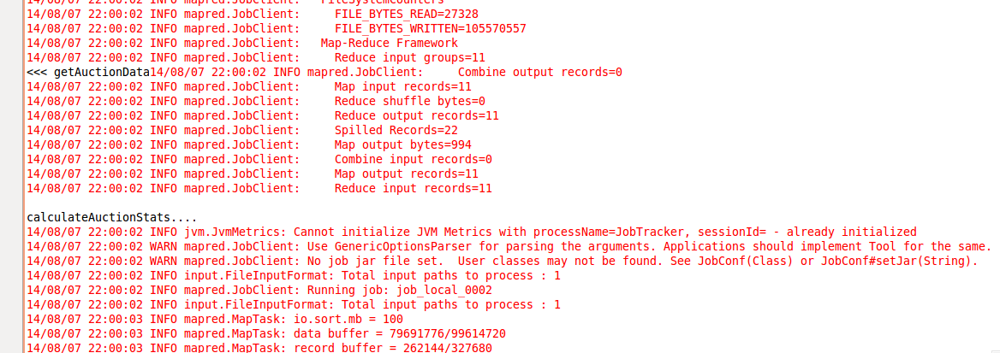 14/08/07 22:00:02 INFO mapred.JobClient:   FileSystemCounters
14/08/07 22:00:02 INFO mapred.JobClient:     FILE_BYTES_READ=27328
14/08/07 22:00:02 INFO mapred.JobClient:     FILE_BYTES_WRITTEN=105570557
14/08/07 22:00:02 INFO mapred.JobClient:   Map-Reduce Framework
14/08/07 22:00:02 INFO mapred.JobClient:     Reduce input groups=11
<<< getAuctionData14/08/07 22:00:02 INFO mapred.JobClient:     Combine output records=0
14/08/07 22:00:02 INFO mapred.JobClient:     Map input records=11
14/08/07 22:00:02 INFO mapred.JobClient:     Reduce shuffle bytes=0
14/08/07 22:00:02 INFO mapred.JobClient:     Reduce output records=11
14/08/07 22:00:02 INFO mapred.JobClient:     Spilled Records=22
14/08/07 22:00:02 INFO mapred.JobClient:     Map output bytes=994
14/08/07 22:00:02 INFO mapred.JobClient:     Combine input records=0
14/08/07 22:00:02 INFO mapred.JobClient:     Map output records=11
14/08/07 22:00:02 INFO mapred.JobClient:     Reduce input records=11
calculateAuctionStats....
14/08/07 22:00:02 INFO jvm.JvmMetrics: Cannot initialize JVM Metrics with processName=JobTracker, sessionId= - already initialized
14/08/07 22:00:02 WARN mapred.JobClient: Use GenericOptionsParser for parsing the arguments. Applications should implement Tool for the same.
14/08/07 22:00:02 WARN mapred.JobClient: No job jar file set.  User classes may not be found. See JobConf(Class) or JobConf#setJar(String).
14/08/07 22:00:02 INFO input.FileInputFormat: Total input paths to process : 1
14/08/07 22:00:02 INFO mapred.JobClient: Running job: job_local_0002
14/08/07 22:00:02 INFO input.FileInputFormat: Total input paths to process : 1
14/08/07 22:00:03 INFO mapred.MapTask: io.sort.mb = 100
14/08/07 22:00:03 INFO mapred.MapTask: data buffer = 79691776/99614720
14/08/07 22:00:03 INFO mapred.MapTask: record buffer = 262144/327680